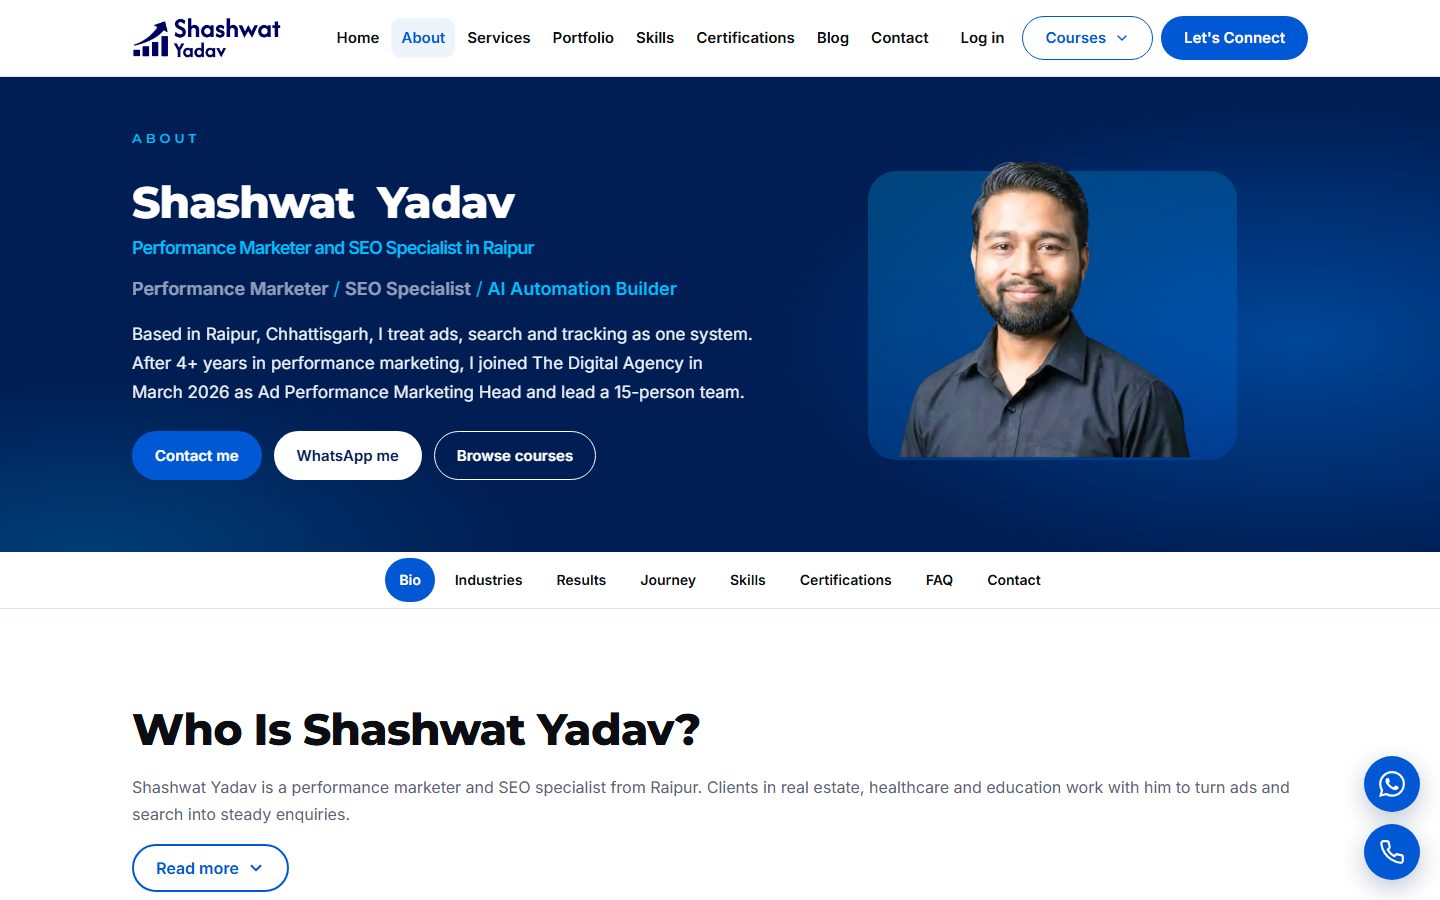 Shashwat
Yadav
Home
About
Services
Portfolio
Skills
Certifications
Blog
Contact
Log in
Courses
Let's Connect
ABOUT
Shashwat Yadav
Performance Marketer and SEO Specialist in Raipur
Performance Marketer / SEO Specialist / AI Automation Builder
Based in Raipur, Chhattisgarh, I treat ads, search and tracking as one system.
After 4+ years in performance marketing, I joined The Digital Agency in
March 2026 as Ad Performance Marketing Head and lead a 15-person team.
Contact me
WhatsApp me
Browse courses
Bio
Industries
Results
Journey
Skills
Certifications
FAQ
Contact
Who Is Shashwat Yadav?
Shashwat Yadav is a performance marketer and SEO specialist from Raipur. Clients in real estate, healthcare and education work with him to turn ads and
search into steady enquiries.
Read more